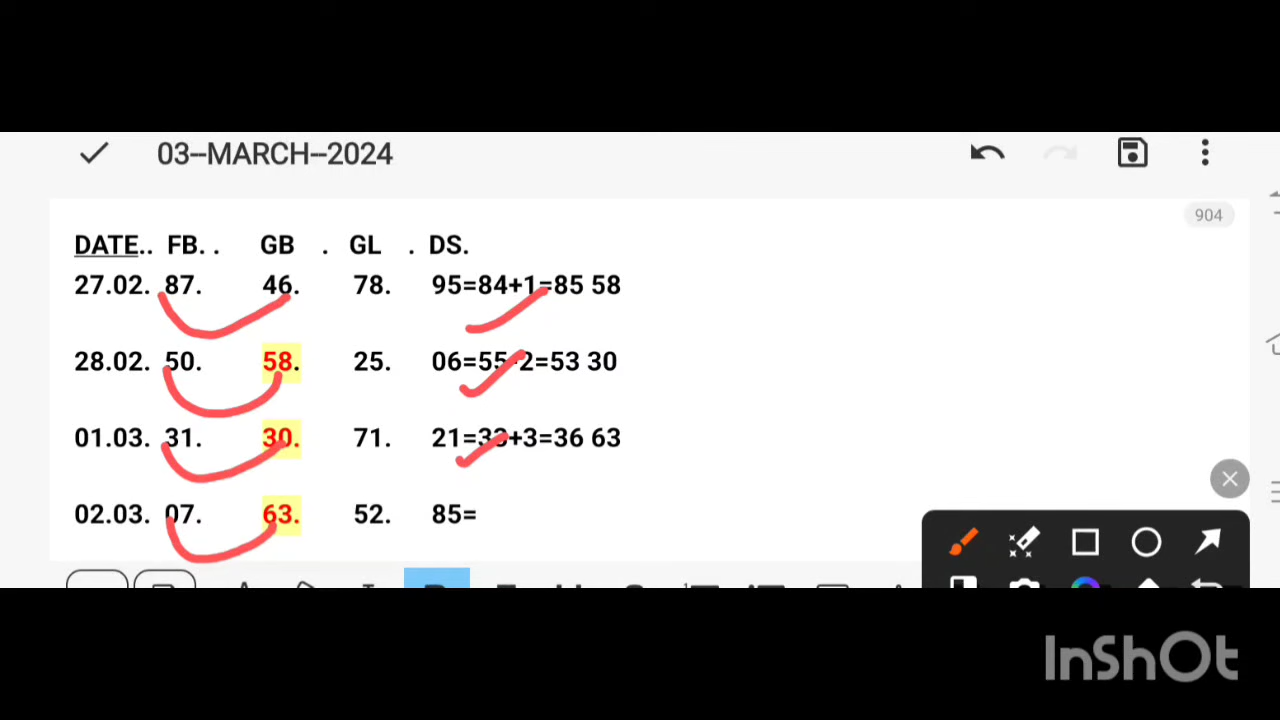 03--MARCH--2024
904
DATE.. FB. . GB . GL . DS.
27.02. 87. 46. 78. 95=84+1=85 58
28.02. 50. 58. 25. 06=55-2=53 30
01.03. 31. 30. 71. 21=33+3=36 63
02.03. 07. 63. 52. 85=
InShOt